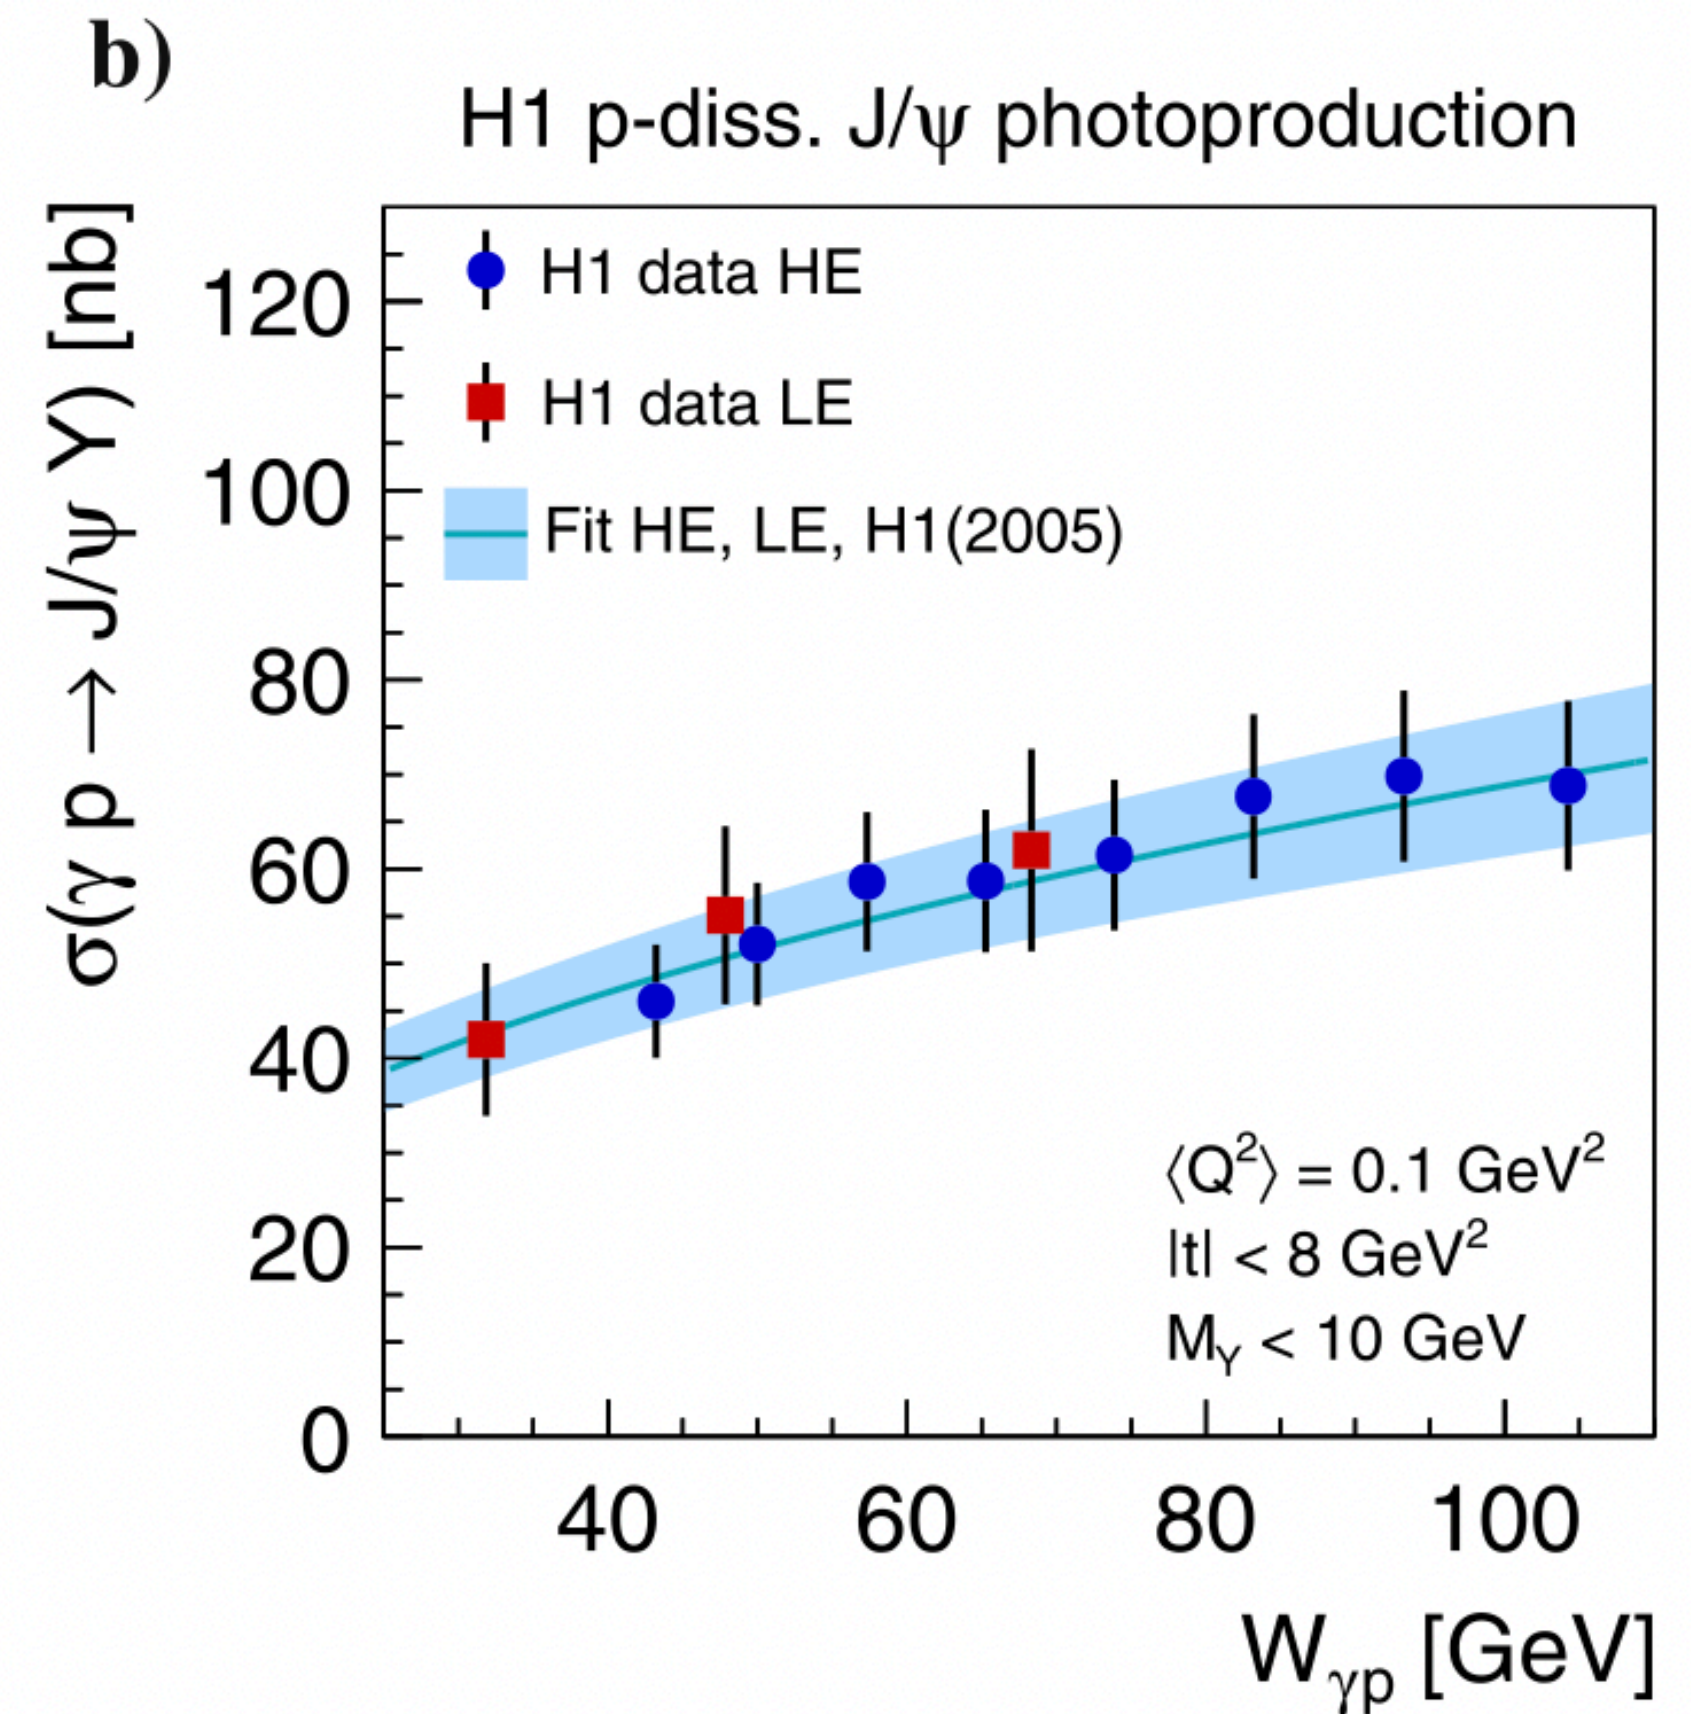 b)
H1 p-diss. J/ψ photoproduction
σ(γ p → J/ψ Y) [nb]
120
100
80
60
40
20
0
H1 data HE
H1 data LE
Fit HE, LE, H1(2005)
⟨Q²⟩ = 0.1 GeV²
|t| < 8 GeV²
M_Y < 10 GeV
40 60 80 100
W_γp [GeV]